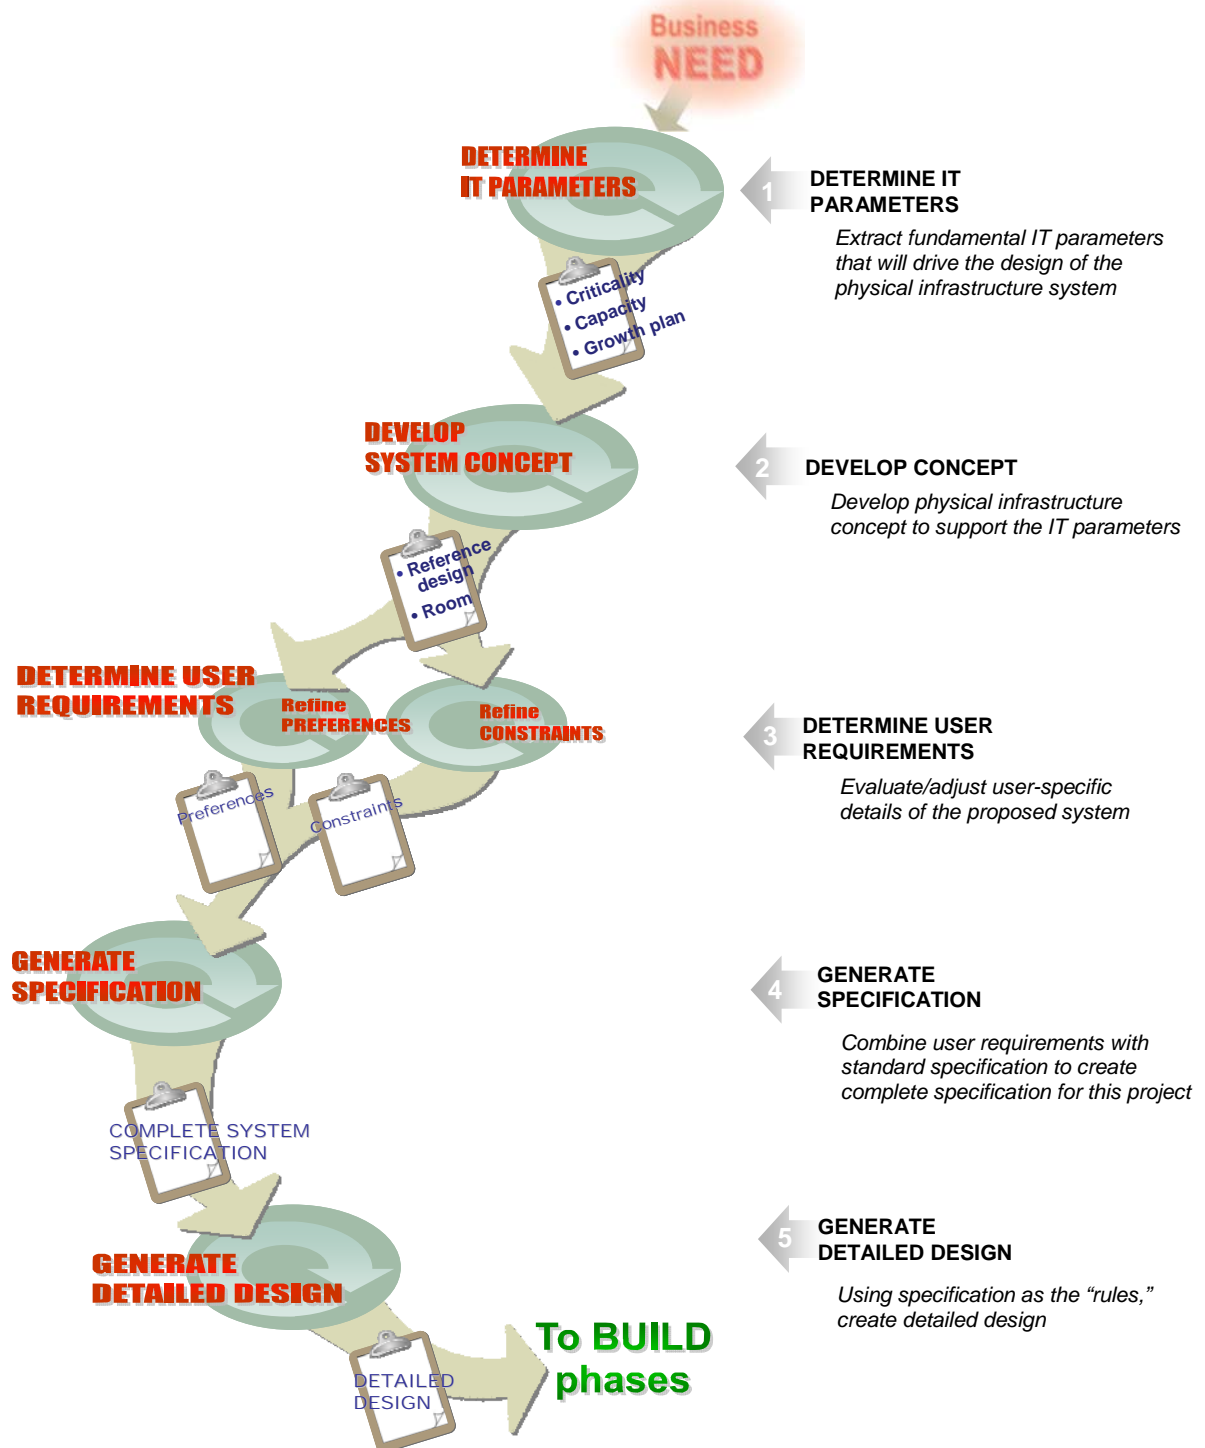 Business
NEED
DETERMINE
IT PARAMETERS
1
DETERMINE IT
PARAMETERS
Extract fundamental IT parameters
that will drive the design of the
physical infrastructure system
• Criticality
• Capacity
• Growth plan
DEVELOP
SYSTEM CONCEPT
2
DEVELOP CONCEPT
Develop physical infrastructure
concept to support the IT parameters
• Reference
design
• Room
DETERMINE USER
REQUIREMENTS
Refine
PREFERENCES
Refine
CONSTRAINTS
3
DETERMINE USER
REQUIREMENTS
Evaluate/adjust user-specific
details of the proposed system
Preferences
Constraints
GENERATE
SPECIFICATION
4
GENERATE
SPECIFICATION
Combine user requirements with
standard specification to create
complete specification for this project
COMPLETE SYSTEM
SPECIFICATION
GENERATE
DETAILED DESIGN
5
GENERATE
DETAILED DESIGN
Using specification as the “rules,”
create detailed design
To BUILD
phases
DETAILED
DESIGN